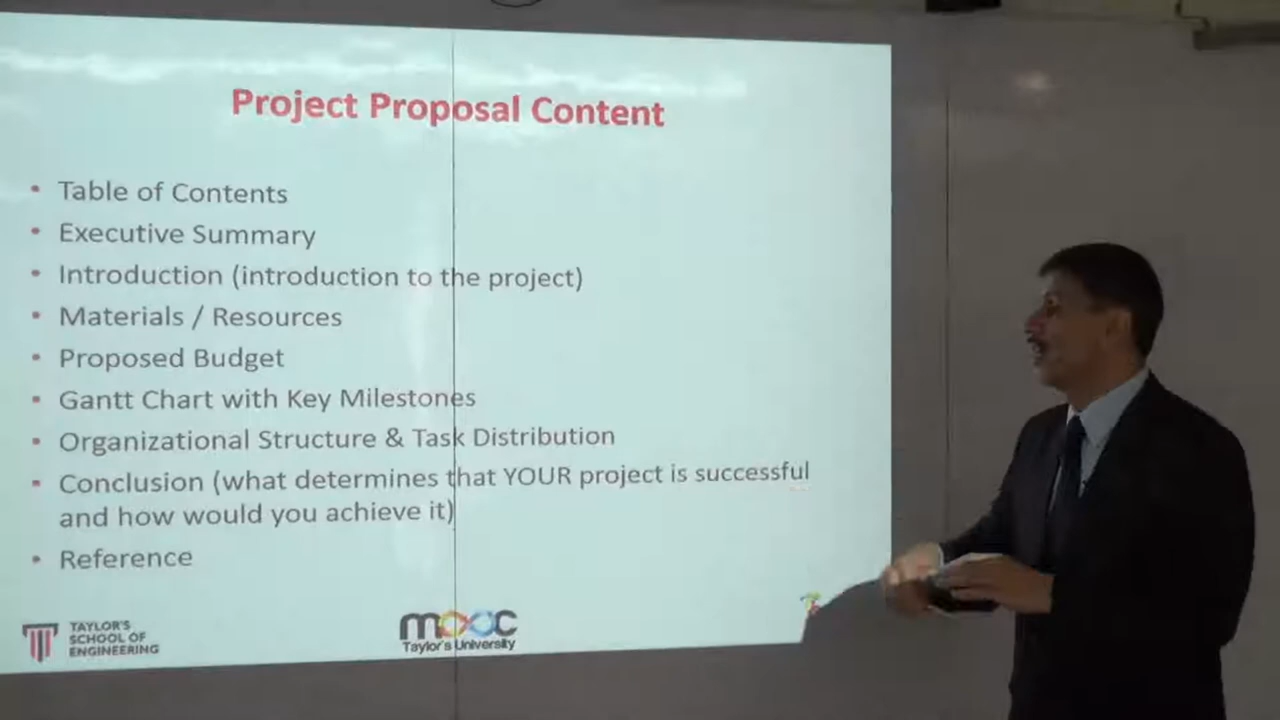 Project Proposal Content
• Table of Contents
• Executive Summary
• Introduction (introduction to the project)
• Materials / Resources
• Proposed Budget
• Gantt Chart with Key Milestones
• Organizational Structure & Task Distribution
• Conclusion (what determines that YOUR project is successful
and how would you achieve it)
• Reference
TAYLOR'S
SCHOOL OF
ENGINEERING
mooc
Taylor's University